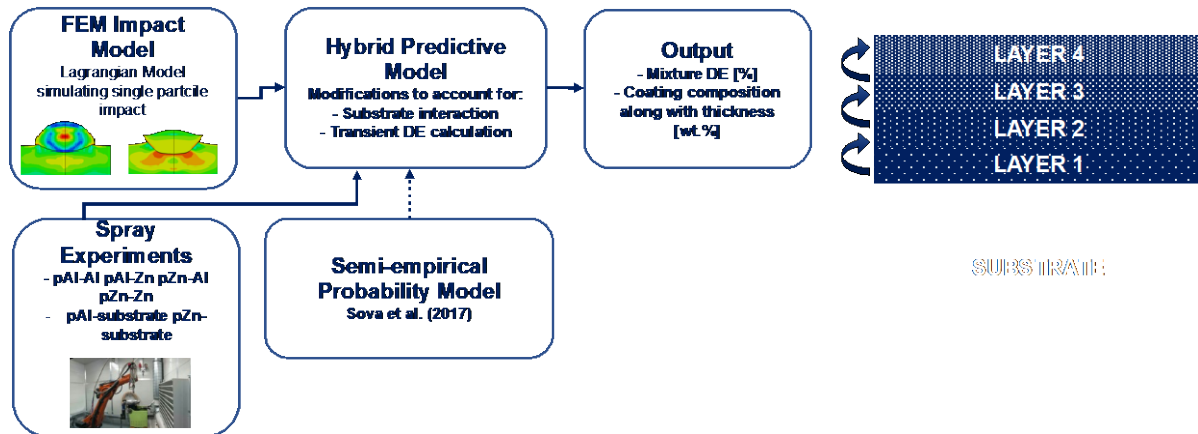 FEM Impact
Model
Lagrangian Model
simulating single partcile
impact
Hybrid Predictive
Model
Modifications to account for:
- Substrate interaction
- Transient DE calculation
Output
- Mixture DE [%]
- Coating composition
along with thickness
[wt.%]
LAYER 4
LAYER 3
LAYER 2
LAYER 1
SUBSTRATE
Spray
Experiments
- pAl-Al pAl-Zn pZn-Al
pZn-Zn
- pAl-substrate pZn-
substrate
Semi-empirical
Probability Model
Sova et al. (2017)